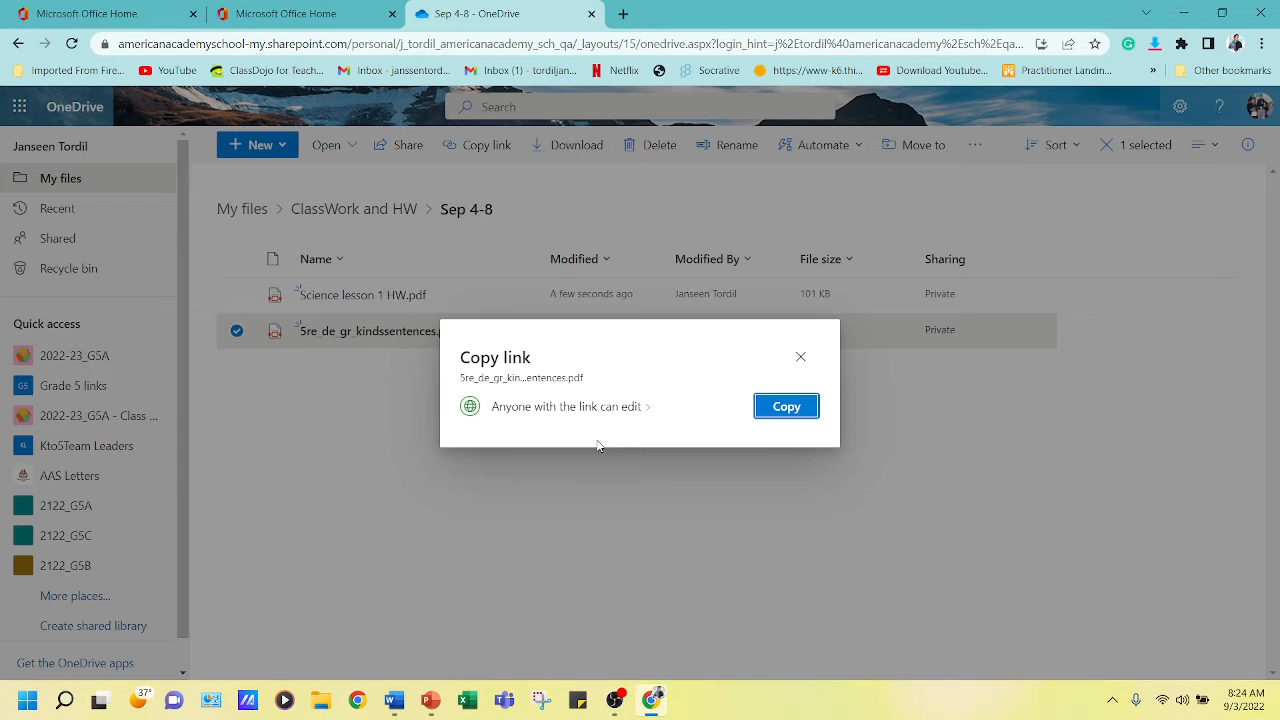 Microsoft Office Home
Microsoft Office Home
Sep 4-8 - OneDrive
americanacademyschool-my.sharepoint.com/personal/j_tordil_americanacademy_sch_qa/_layouts/15/onedrive.aspx?login_hint=j%2Etordil%40americanacademy%2Esch%2Eqa...
Imported From Fire...
YouTube
ClassDojo for Teac...
Inbox - janssentord...
Inbox (1) - tordiljan...
Netflix
Socrative
https://www-k6.thi...
Download Youtube...
Practitioner Landin...
»
Other bookmarks
OneDrive
Search
Janseen Tordil
+ New
Open
Share
Copy link
Download
Delete
Rename
Automate
Move to
...
Sort
1 selected
My files
Recent
Shared
Recycle bin
Quick access
2022-23_G5A
G5 Grade 5 links
2022-23_G5A - Class ...
KL Kto5Team Leaders
AAS Letters
2122_G5A
2122_G5C
2122_G5B
More places...
Create shared library
Get the OneDrive apps
My files > ClassWork and HW > Sep 4-8
Name Modified Modified By File size Sharing
Science lesson 1 HW.pdf A few seconds ago Janseen Tordil 101 KB Private
5re_de_gr_kindssentences. Private
Copy link
5re_de_gr_kin...entences.pdf
Anyone with the link can edit >
Copy
37°
8:24 AM
9/3/2022